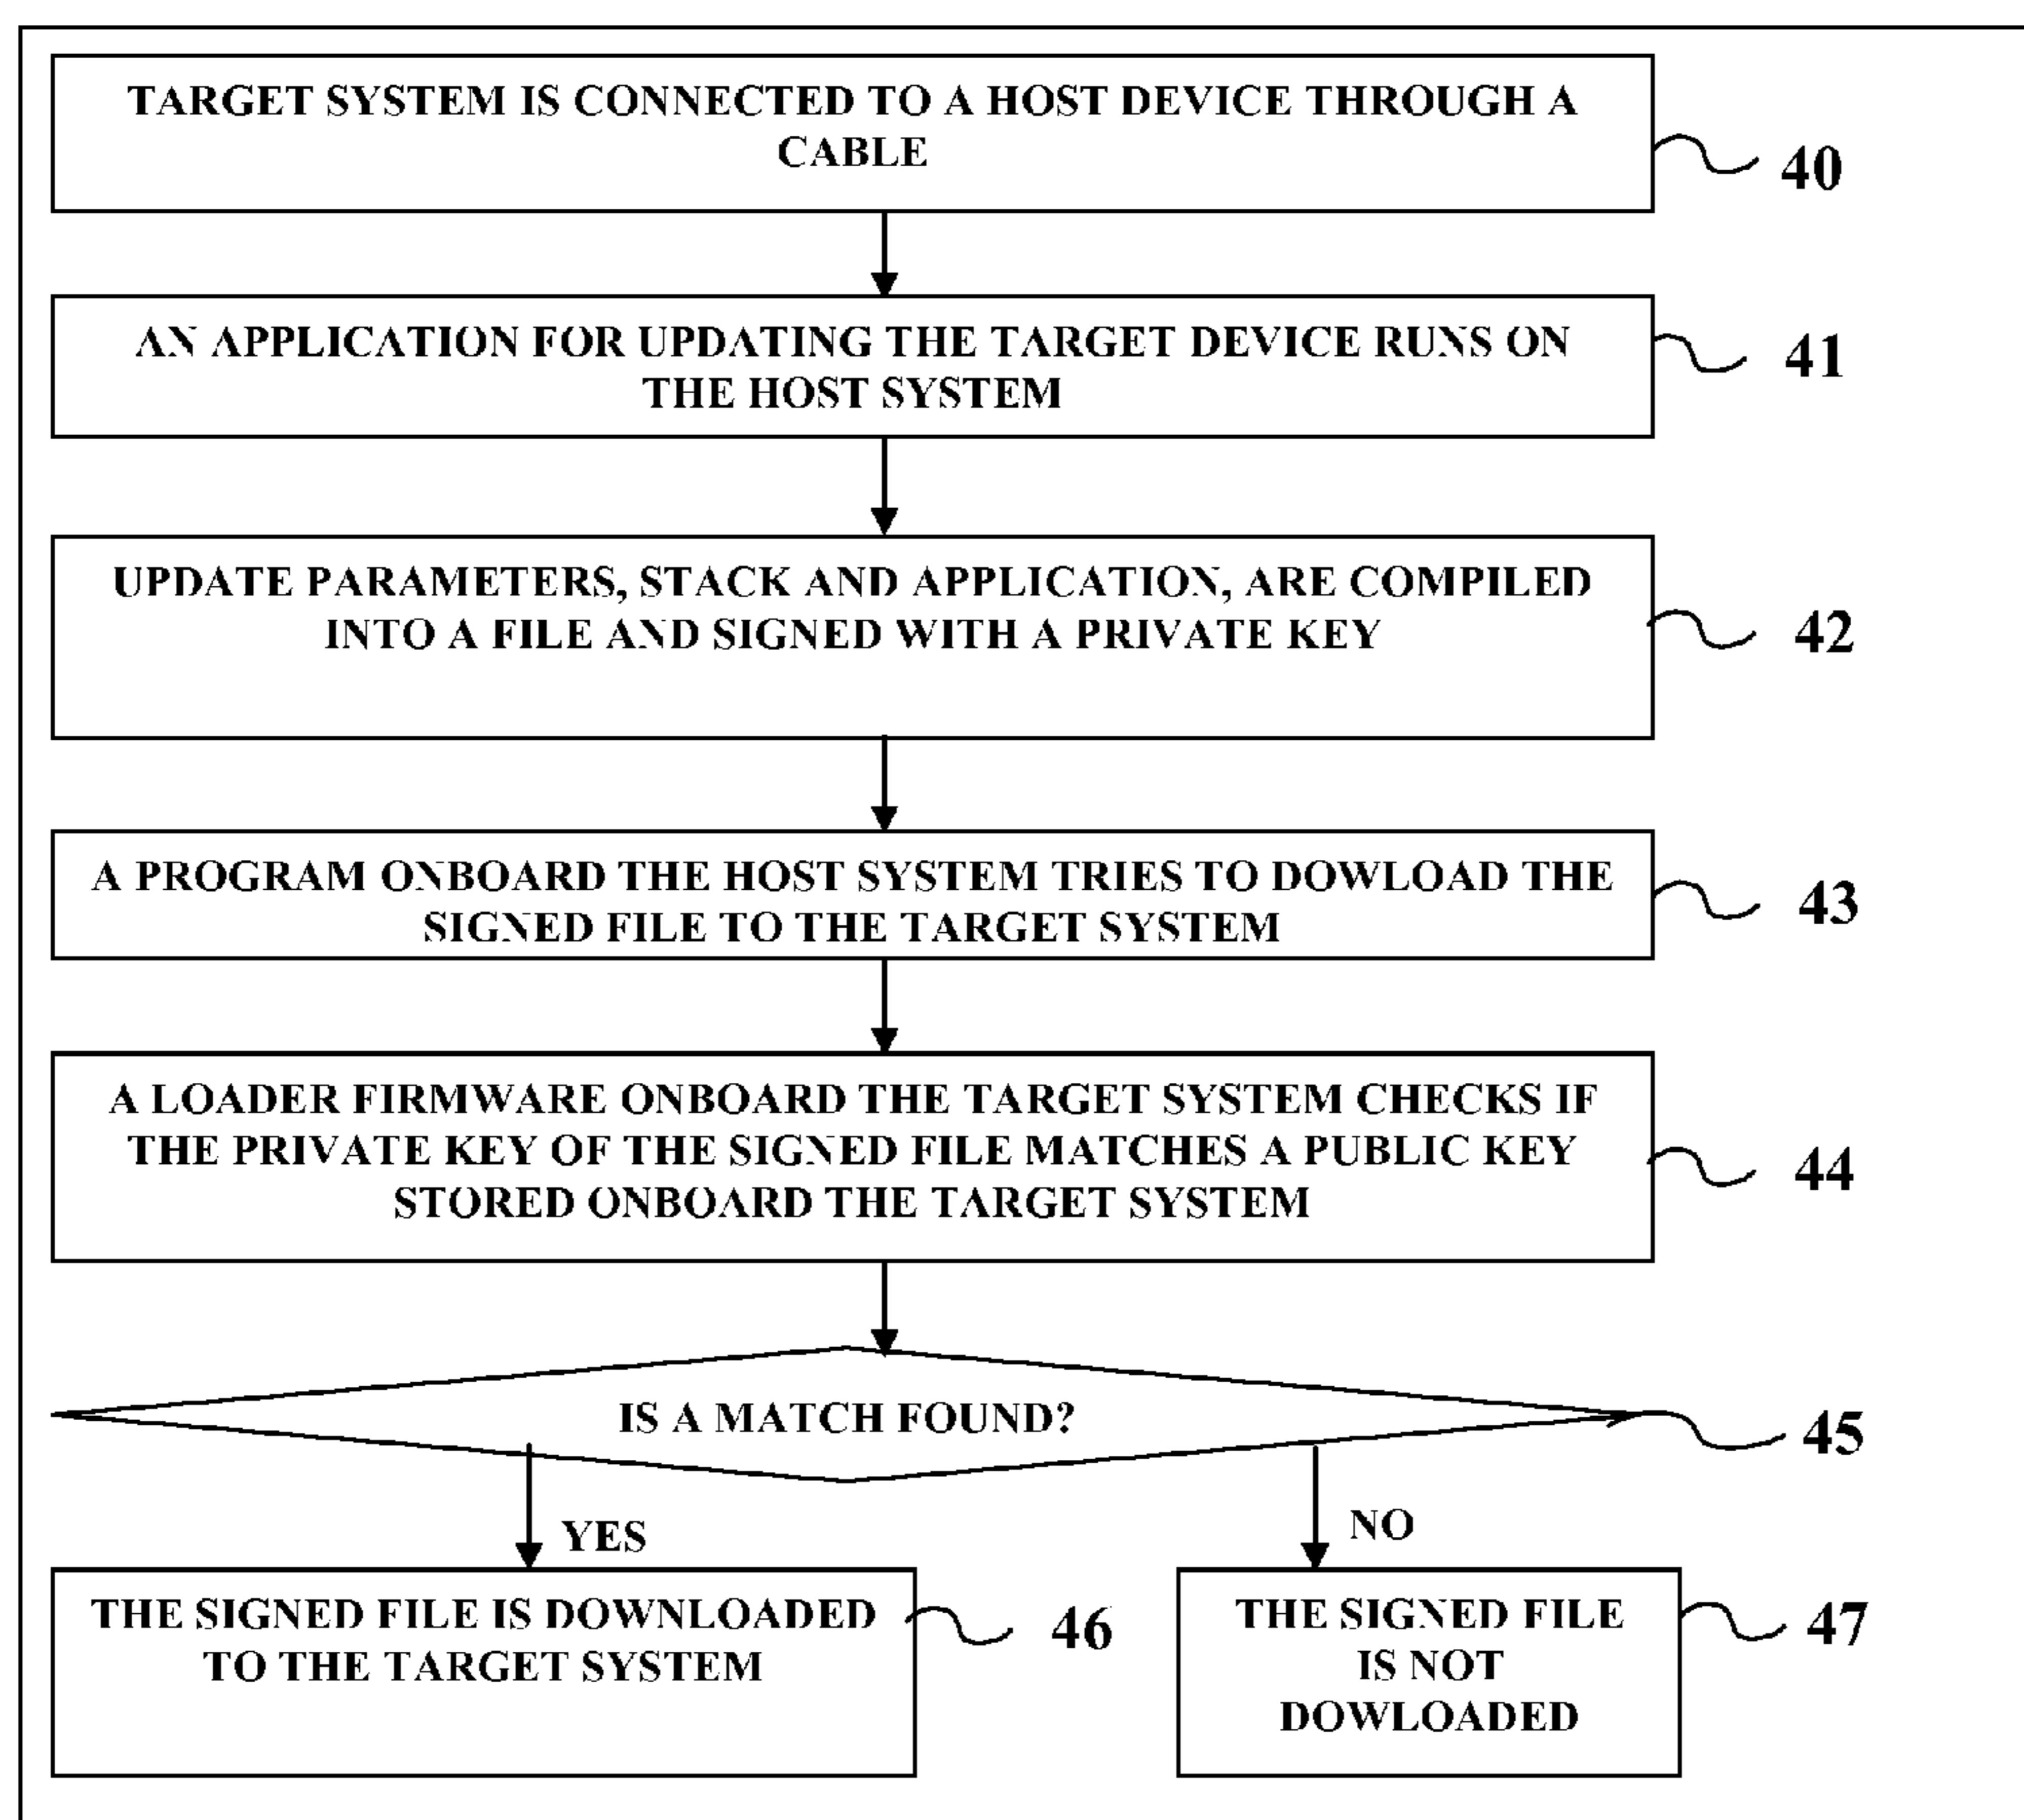 TARGET SYSTEM IS CONNECTED TO A HOST DEVICE THROUGH A
CABLE
40
AN APPLICATION FOR UPDATING THE TARGET DEVICE RUNS ON
THE HOST SYSTEM
41
UPDATE PARAMETERS, STACK AND APPLICATION, ARE COMPILED
INTO A FILE AND SIGNED WITH A PRIVATE KEY
42
A PROGRAM ONBOARD THE HOST SYSTEM TRIES TO DOWLOAD THE
SIGNED FILE TO THE TARGET SYSTEM
43
A LOADER FIRMWARE ONBOARD THE TARGET SYSTEM CHECKS IF
THE PRIVATE KEY OF THE SIGNED FILE MATCHES A PUBLIC KEY
STORED ONBOARD THE TARGET SYSTEM
44
IS A MATCH FOUND?
45
YES
NO
THE SIGNED FILE IS DOWNLOADED
TO THE TARGET SYSTEM
46
THE SIGNED FILE
IS NOT
DOWLOADED
47